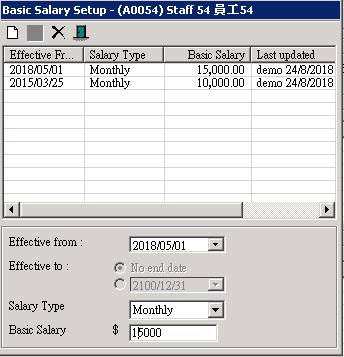 Basic Salary Setup - (A0054) Staff 54 員工54
Effective Fr... Salary Type Basic Salary Last updated
2018/05/01 Monthly 15,000.00 demo 24/8/2018
2015/03/25 Monthly 10,000.00 demo 24/8/2018
Effective from : 2018/05/01
Effective to : No end date
2100/12/31
Salary Type Monthly
Basic Salary $ 15000